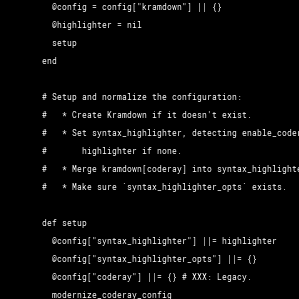 @config = config["kramdown"] || {}
@highlighter = nil
setup
end
# Setup and normalize the configuration:
#   * Create Kramdown if it doesn't exist.
#   * Set syntax_highlighter, detecting enable_coder
#       highlighter if none.
#   * Merge kramdown[coderay] into syntax_highlighte
#   * Make sure `syntax_highlighter_opts` exists.
def setup
@config["syntax_highlighter"] ||= highlighter
@config["syntax_highlighter_opts"] ||= {}
@config["coderay"] ||= {} # XXX: Legacy.
modernize_coderay_config